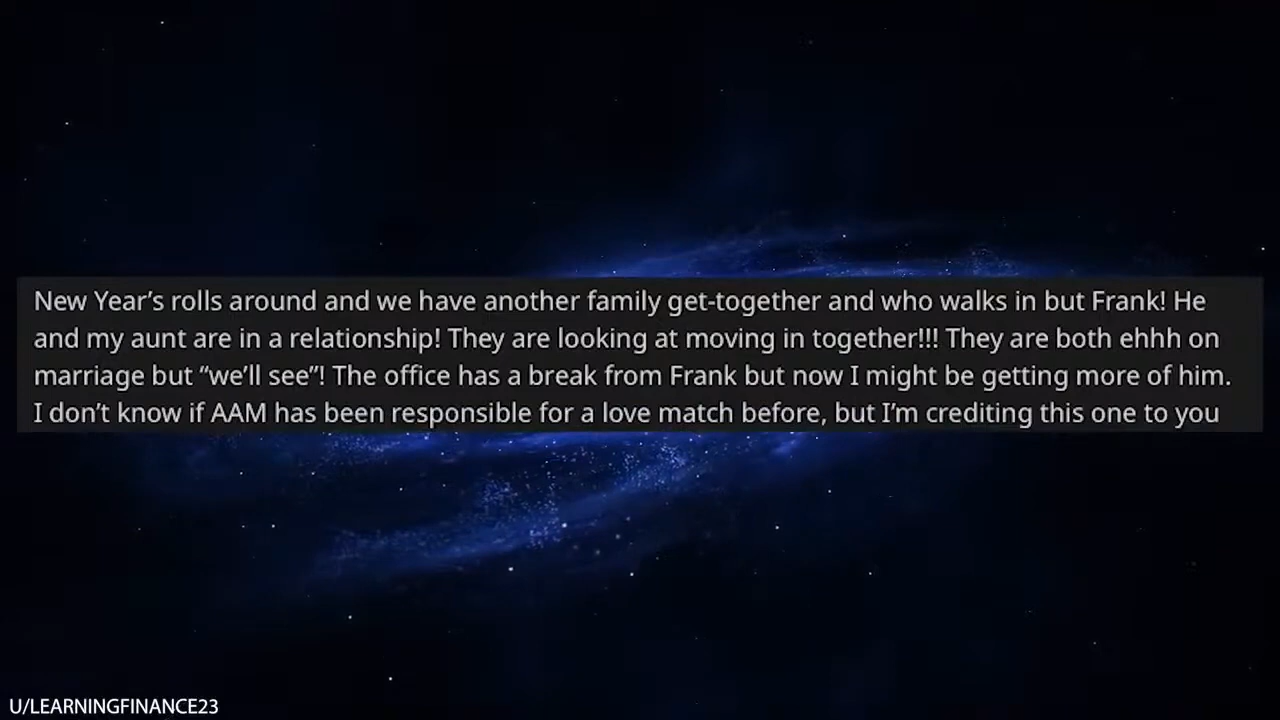 New Year’s rolls around and we have another family get-together and who walks in but Frank! He
and my aunt are in a relationship! They are looking at moving in together!!! They are both ehhh on
marriage but “we’ll see”! The office has a break from Frank but now I might be getting more of him.
I don’t know if AAM has been responsible for a love match before, but I’m crediting this one to you
U/LEARNINGFINANCE23